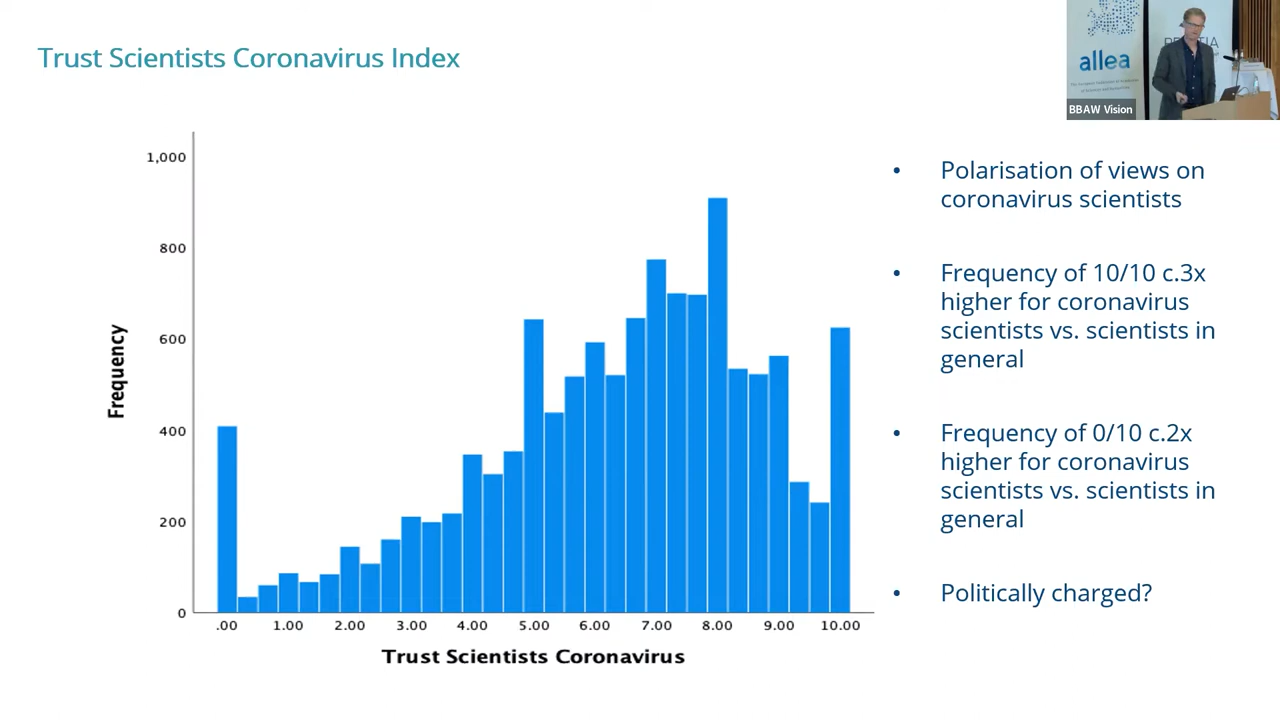 Trust Scientists Coronavirus Index
allea
BBAW Vision
1,000
800
600
400
200
0
Frequency
.00 1.00 2.00 3.00 4.00 5.00 6.00 7.00 8.00 9.00 10.00
Trust Scientists Coronavirus
• Polarisation of views on
coronavirus scientists
• Frequency of 10/10 c.3x
higher for coronavirus
scientists vs. scientists in
general
• Frequency of 0/10 c.2x
higher for coronavirus
scientists vs. scientists in
general
• Politically charged?